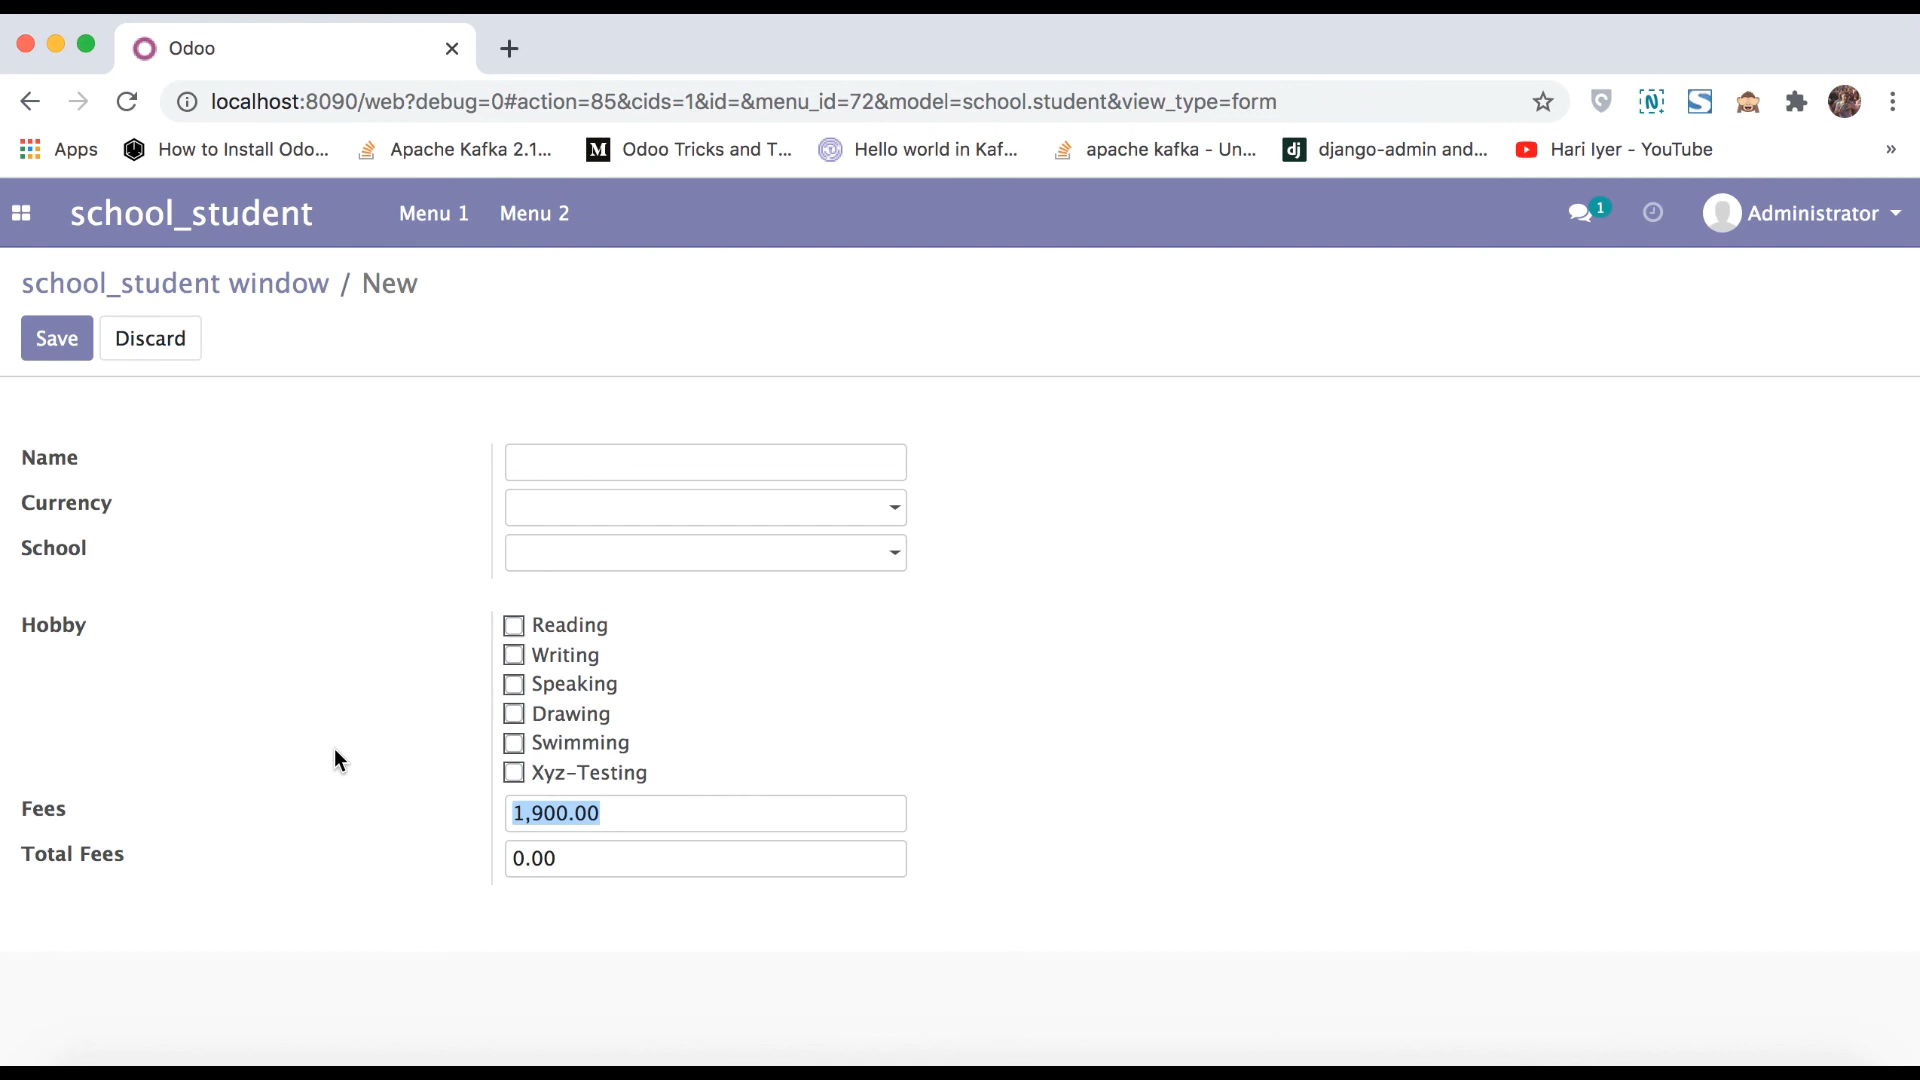 Odoo
localhost:8090/web?debug=0#action=85&cids=1&id=&menu_id=72&model=school.student&view_type=form
Apps How to Install Odo... Apache Kafka 2.1... M Odoo Tricks and T... Hello world in Kaf... apache kafka - Un... dj django-admin and... Hari Iyer - YouTube »
school_student Menu 1 Menu 2 1 Administrator
school_student window / New
Save Discard
Name
Currency
School
Hobby Reading
Writing
Speaking
Drawing
Swimming
Xyz-Testing
Fees 1,900.00
Total Fees 0.00